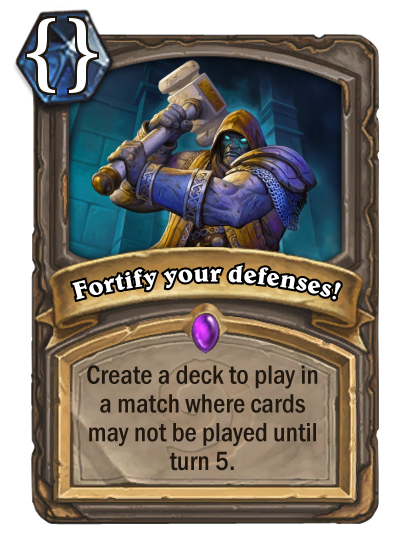 {}
Fortify your defenses!
Create a deck to play in
a match where cards
may not be played until
turn 5.